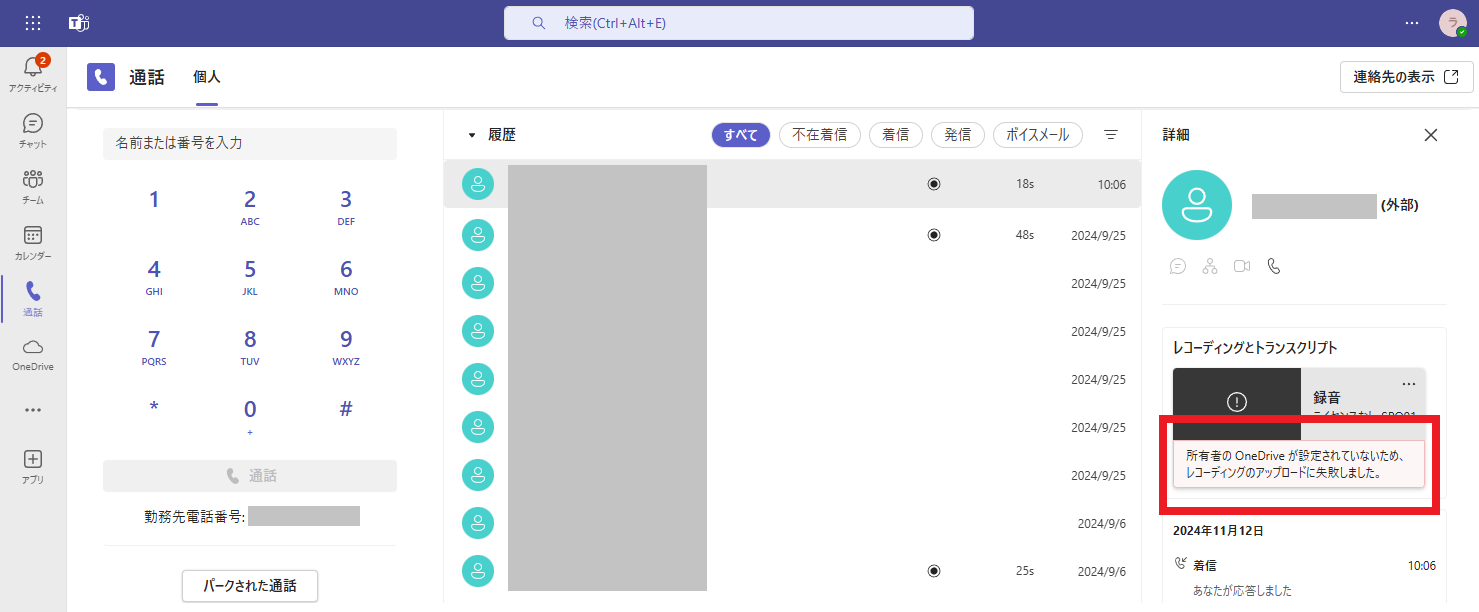 検索(Ctrl+Alt+E)
ラ
2
アクティビティ
チャット
チーム
カレンダー
通話
OneDrive
アプリ
通話
個人
連絡先の表示
名前または番号を入力
1
2
3
ABC
DEF
4
5
6
GHI
JKL
MNO
7
8
9
PQRS
TUV
WXYZ
*
0
#
+
通話
勤務先電話番号:
パークされた通話
履歴
すべて
不在着信
着信
発信
ボイスメール
18s
10:06
48s
2024/9/25
2024/9/25
2024/9/25
2024/9/25
2024/9/25
2024/9/25
2024/9/6
25s
2024/9/6
詳細
(外部)
レコーディングとトランスクリプト
録音
所有者の OneDrive が設定されていないため、
レコーディングのアップロードに失敗しました。
2024年11月12日
着信
10:06
あなたが応答しました